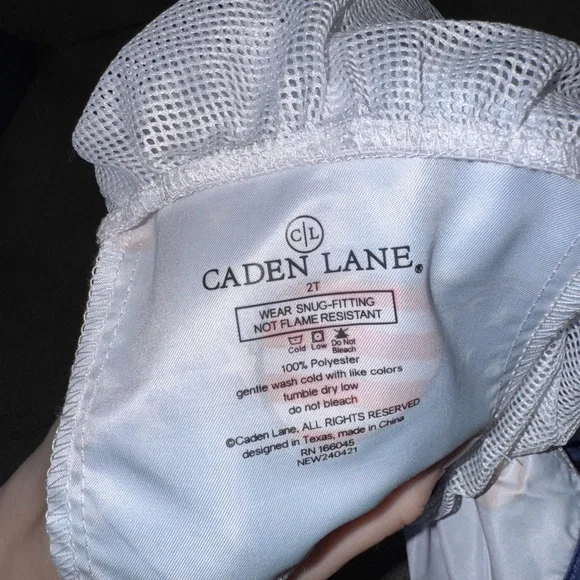 C|L
CADEN LANE®
2T
WEAR SNUG-FITTING
NOT FLAME RESISTANT
Cold Low Do Not
Bleach
100% Polyester
gentle wash cold with like colors
tumble dry low
do not bleach
©Caden Lane, ALL RIGHTS RESERVED
designed in Texas, made in China
RN 166045
NEW240421